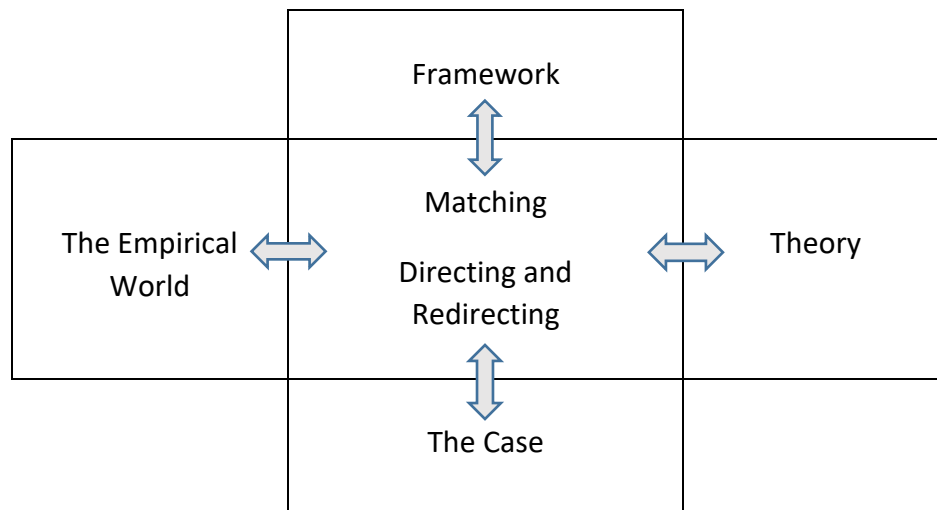 Framework
Matching
The Empirical
World
Directing and
Redirecting
Theory
The Case